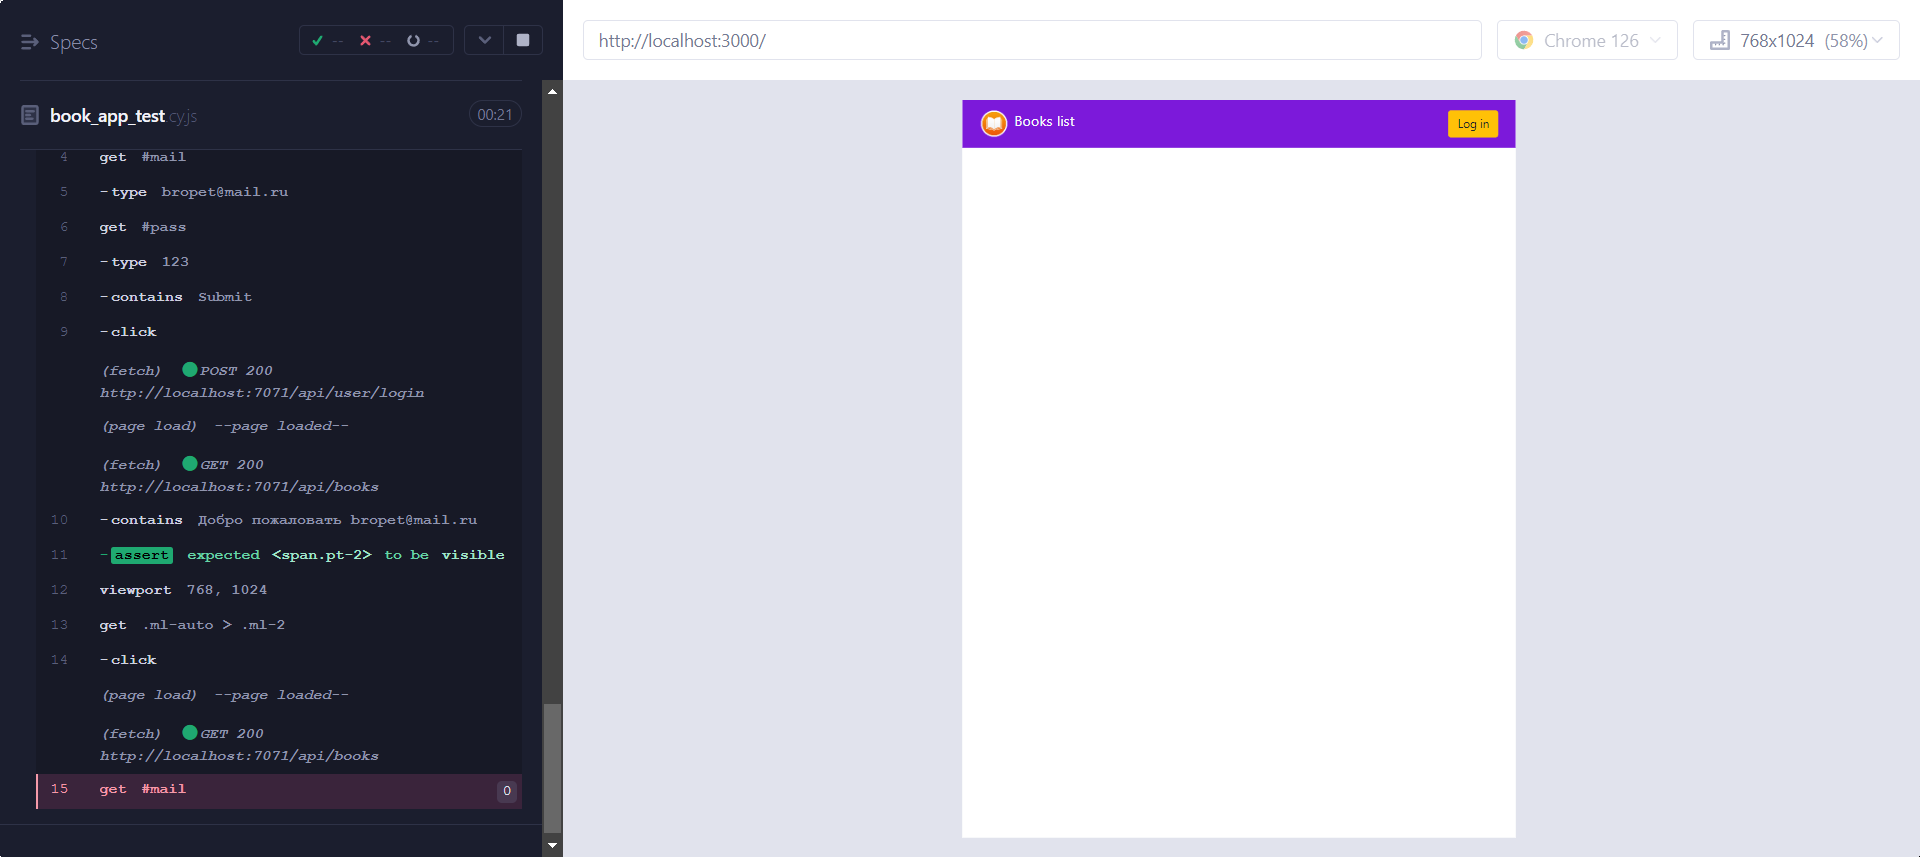 Specs
-- -- --
http://localhost:3000/
Chrome 126
768x1024 (58%)
book_app_test cy.js
00:21
4 get #mail
5 -type bropet@mail.ru
6 get #pass
7 -type 123
8 -contains Submit
9 -click
(fetch) POST 200
http://localhost:7071/api/user/login
(page load) --page loaded--
(fetch) GET 200
http://localhost:7071/api/books
10 -contains Добро пожаловать bropet@mail.ru
11 -assert expected <span.pt-2> to be visible
12 viewport 768, 1024
13 get .ml-auto > .ml-2
14 -click
(page load) --page loaded--
(fetch) GET 200
http://localhost:7071/api/books
15 get #mail 0
Books list
Log in